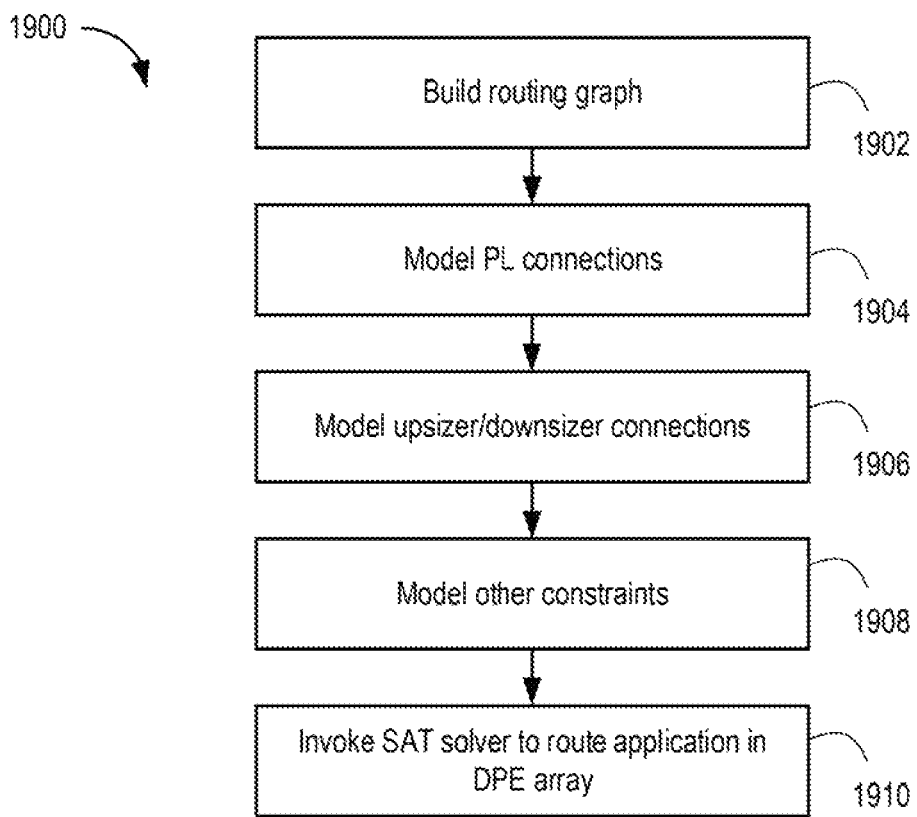 1900
Build routing graph
1902
Model PL connections
1904
Model upsizer/downsizer connections
1906
Model other constraints
1908
Invoke SAT solver to route application in
DPE array
1910